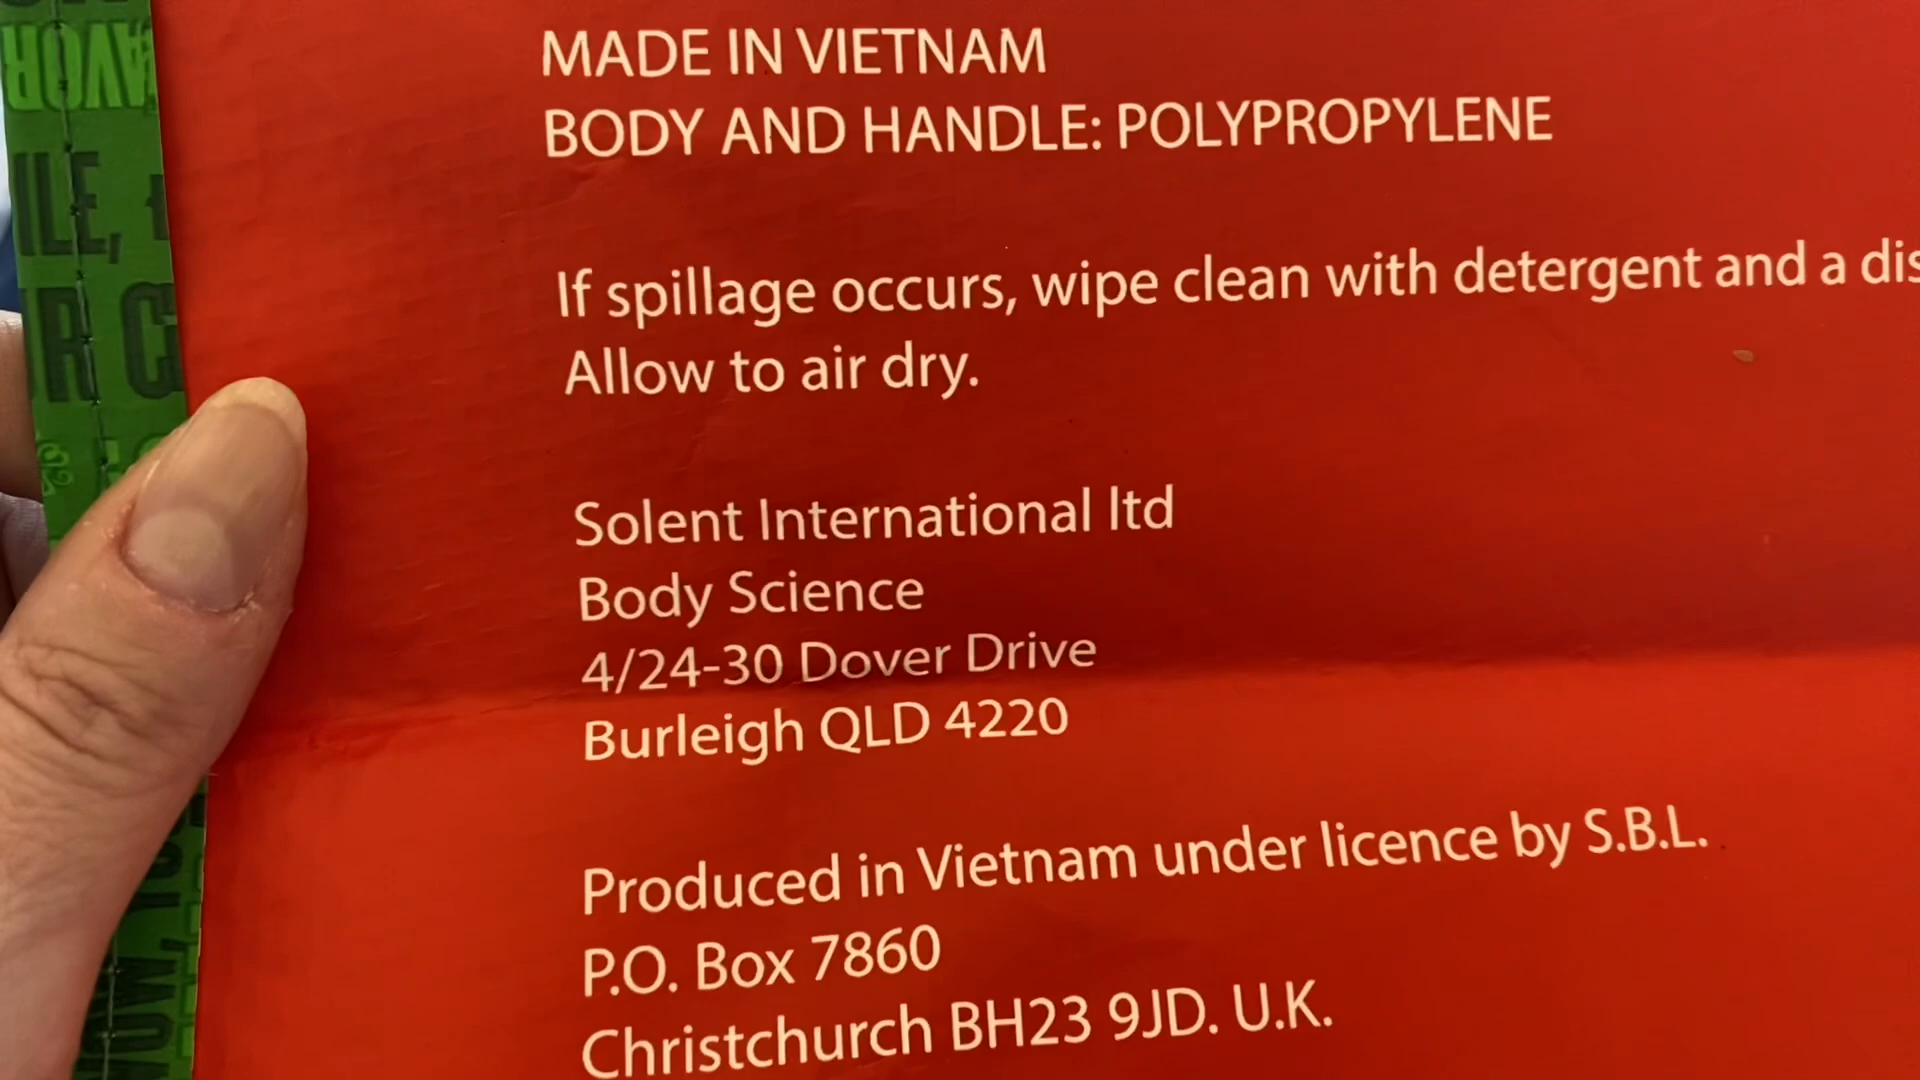 MADE IN VIETNAM
BODY AND HANDLE: POLYPROPYLENE
If spillage occurs, wipe clean with detergent and a
Allow to air dry.
Solent International ltd
Body Science
4/24-30 Dover Drive
Burleigh QLD 4220
Produced in Vietnam under licence by S.B.L.
P.O. Box 7860
Christchurch BH23 9JD. U.K.